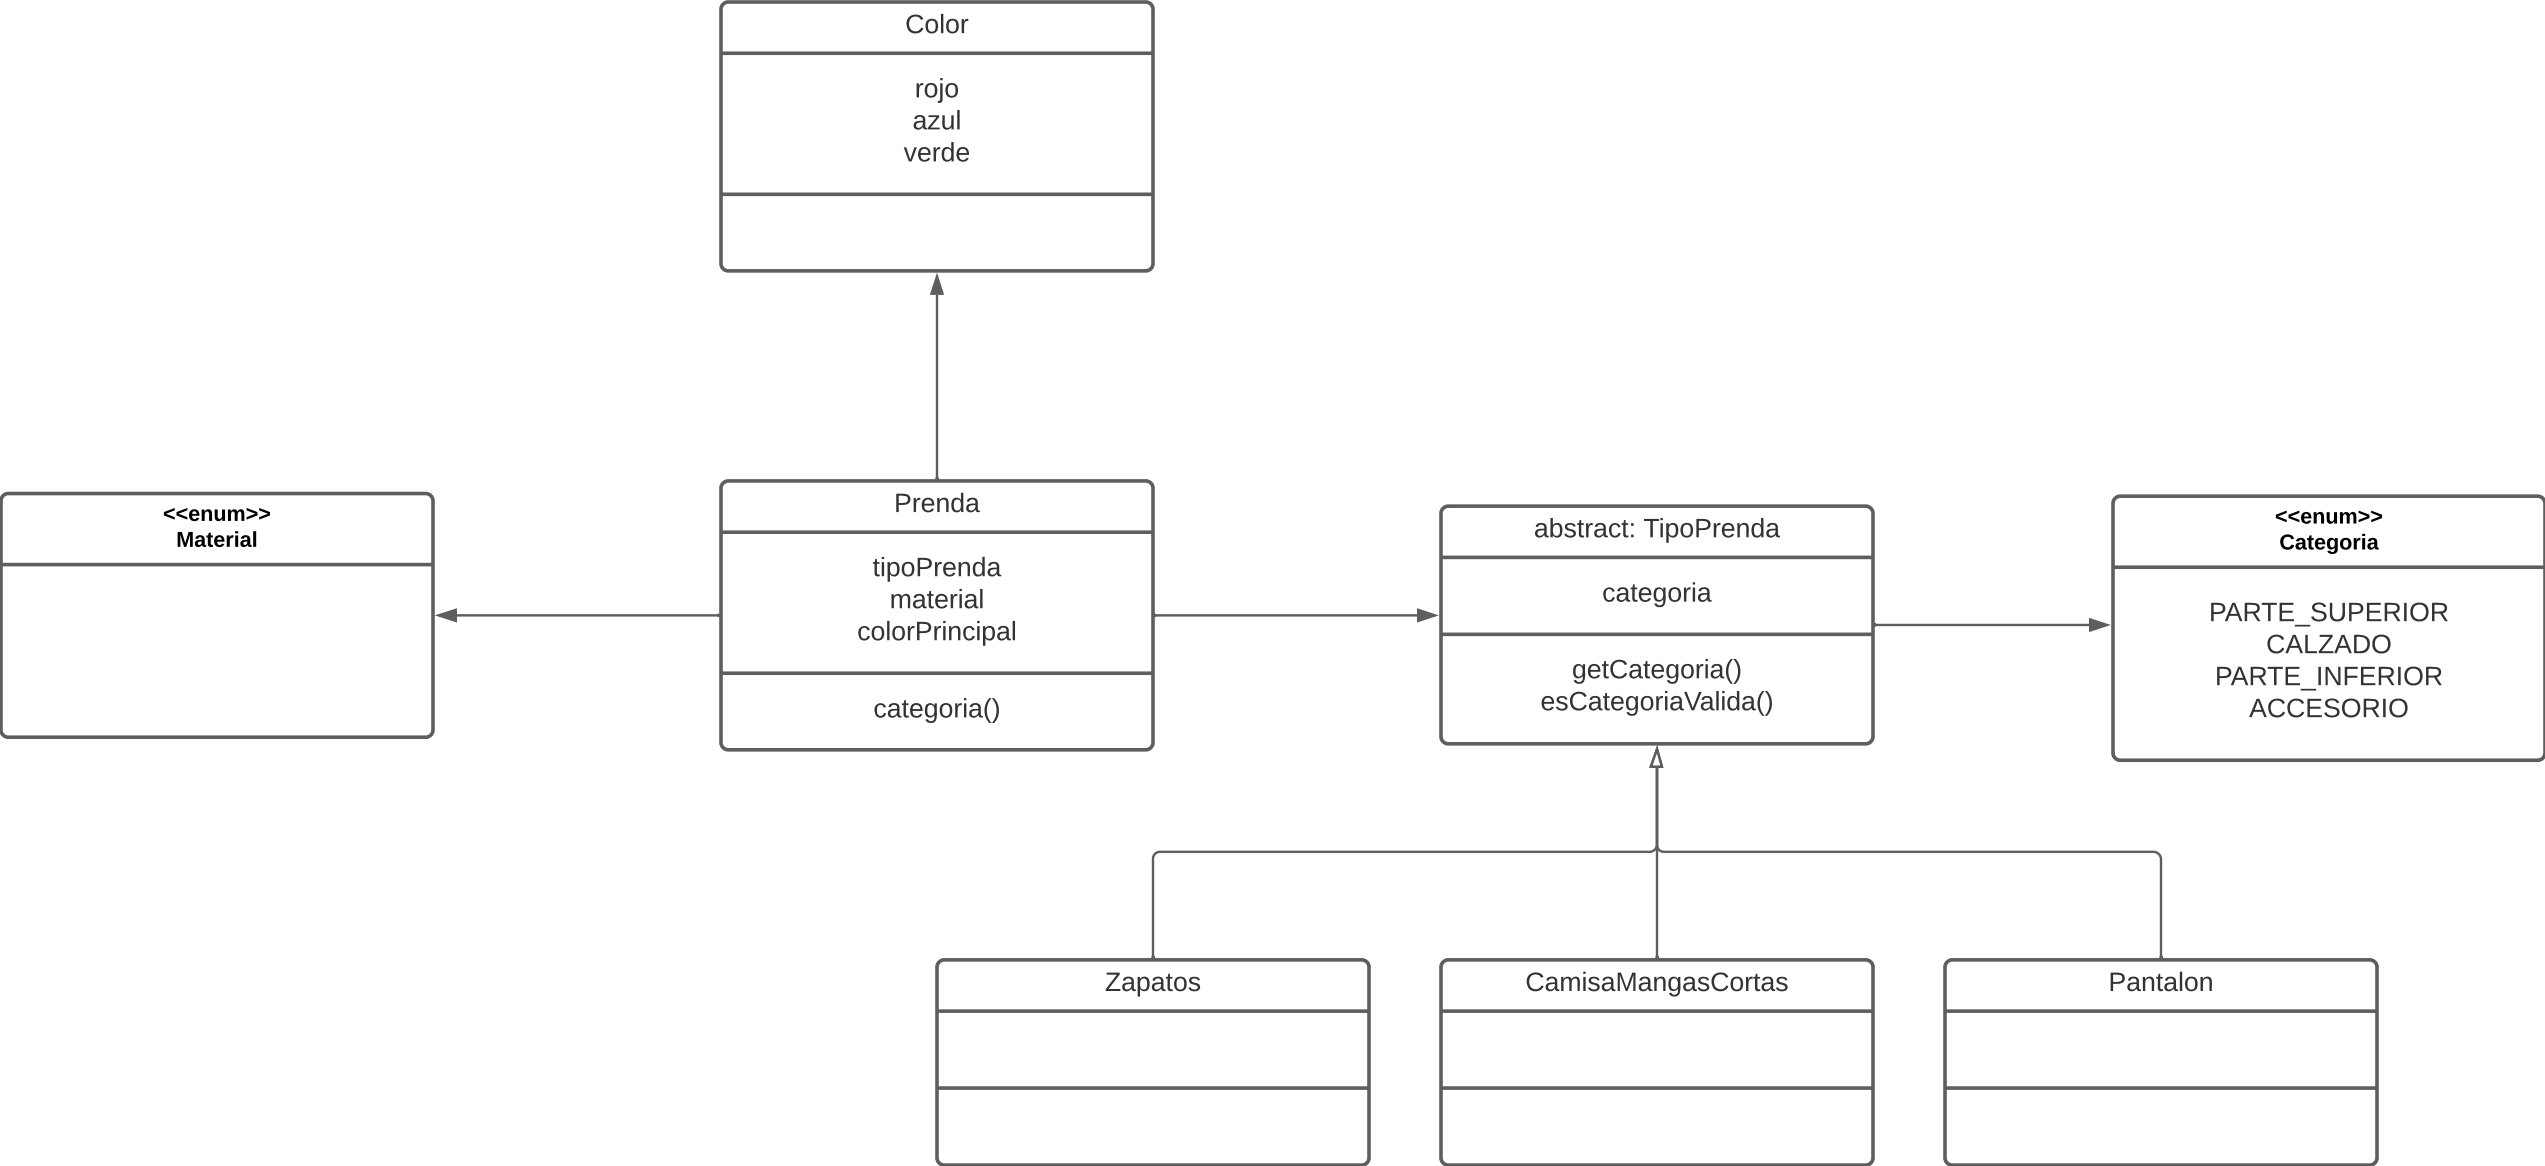 Color
rojo
azul
verde
<<enum>>
Material
Prenda
tipoPrenda
material
colorPrincipal
categoria()
abstract: TipoPrenda
categoria
getCategoria()
esCategoriaValida()
<<enum>>
Categoria
PARTE_SUPERIOR
CALZADO
PARTE_INFERIOR
ACCESORIO
Zapatos
CamisaMangasCortas
Pantalon